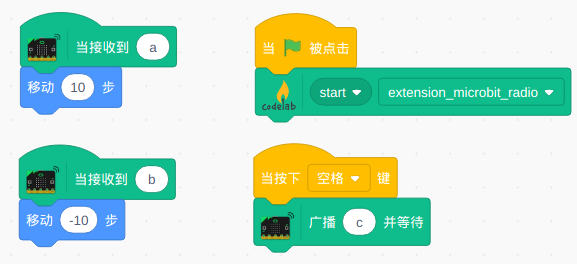 当接收到 a
移动 10 步
当 被点击
codelab start extension_microbit_radio
当接收到 b
移动 -10 步
当按下 空格 键
广播 c 并等待